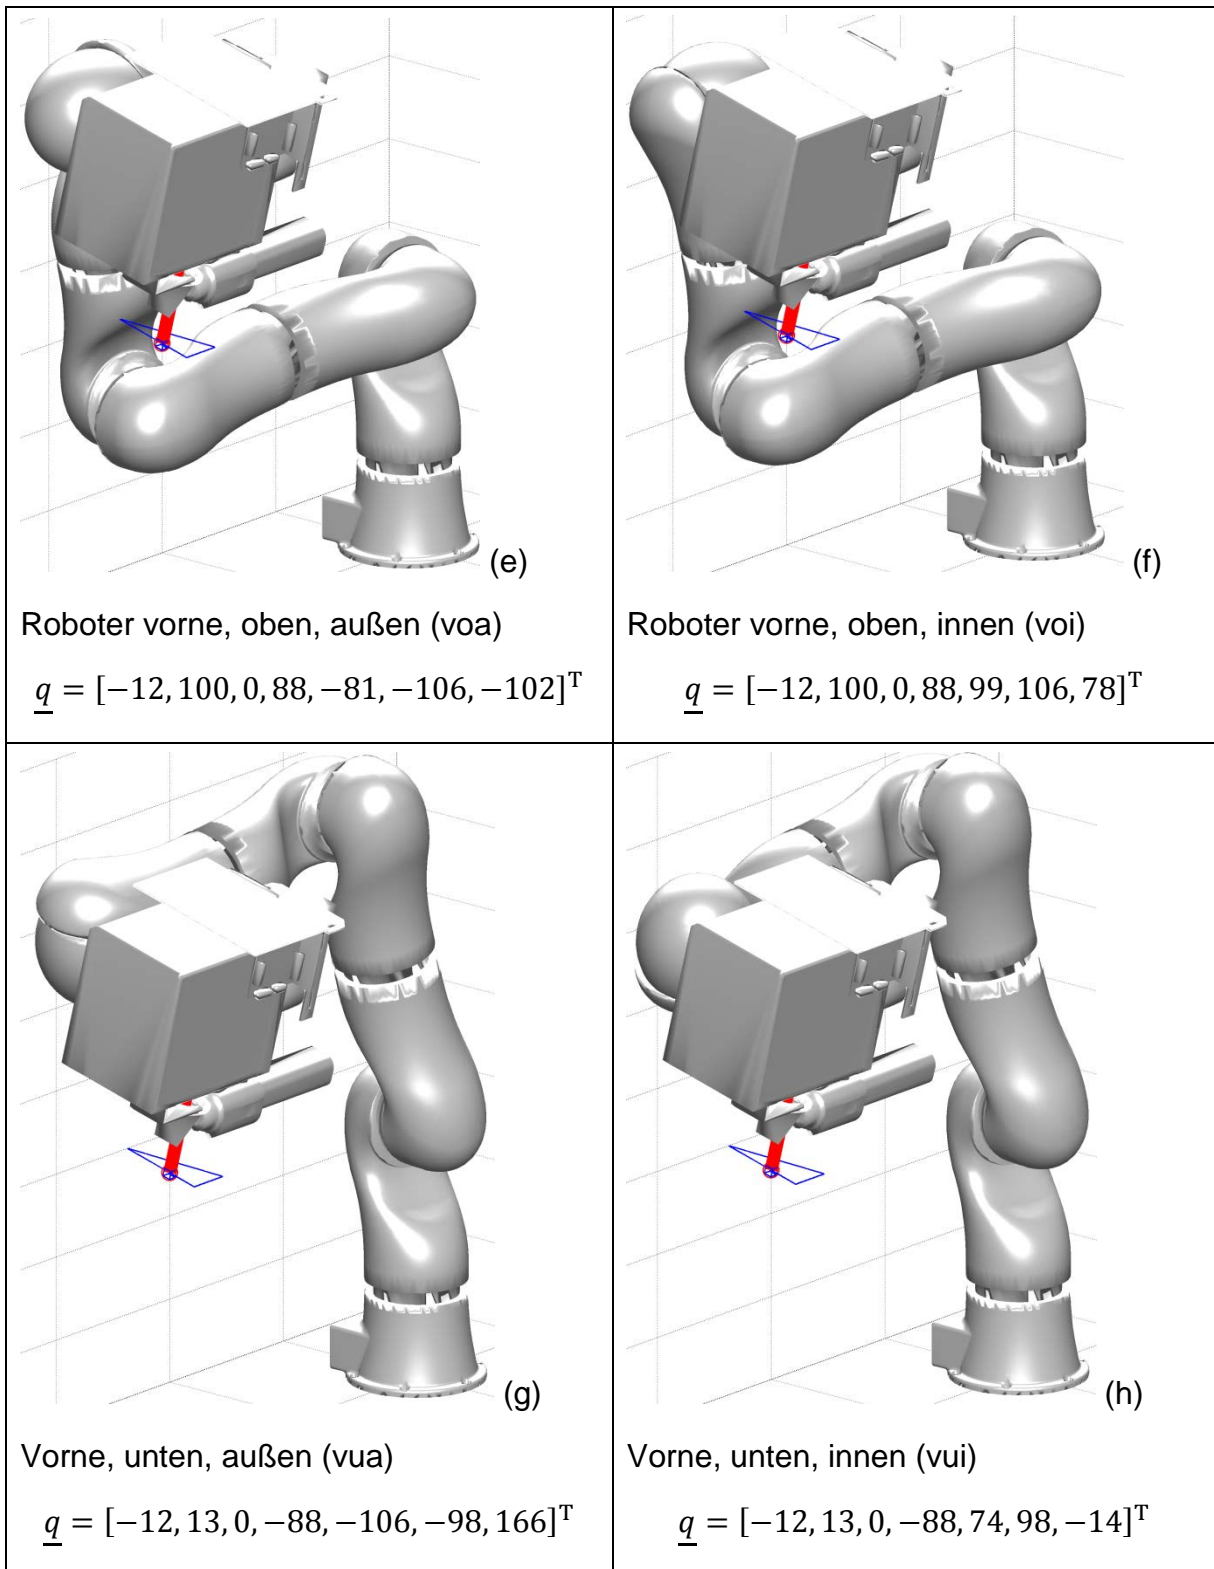 (e)
Roboter vorne, oben, außen (voa)
q = [−12, 100, 0, 88, −81, −106, −102]ᵀ
(f)
Roboter vorne, oben, innen (voi)
q = [−12, 100, 0, 88, 99, 106, 78]ᵀ
(g)
Vorne, unten, außen (vua)
q = [−12, 13, 0, −88, −106, −98, 166]ᵀ
(h)
Vorne, unten, innen (vui)
q = [−12, 13, 0, −88, 74, 98, −14]ᵀ